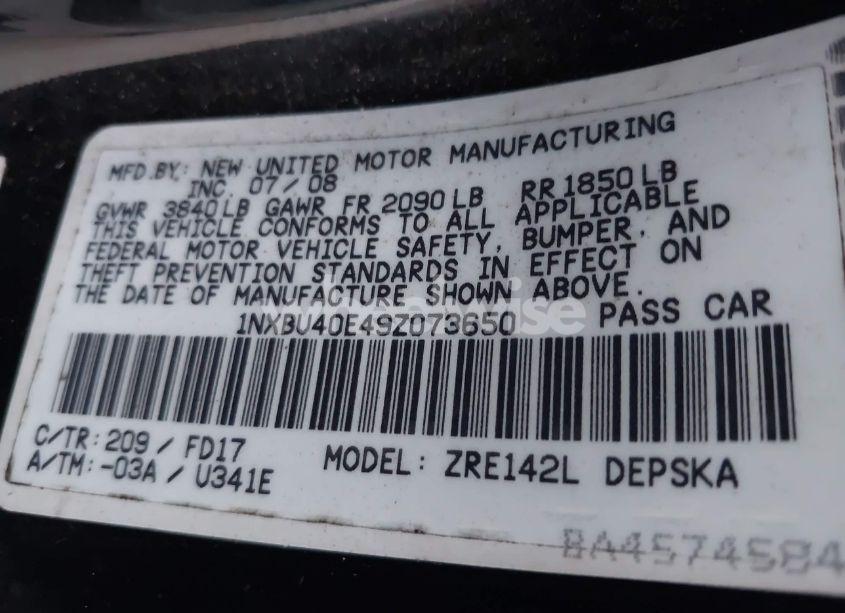 MFD.BY: NEW UNITED MOTOR MANUFACTURING
INC. 07/08
GVWR 3840LB GAWR FR 2090LB RR1850LB
THIS VEHICLE CONFORMS TO ALL APPLICABLE
FEDERAL MOTOR VEHICLE SAFETY, BUMPER, AND
THEFT PREVENTION STANDARDS IN EFFECT ON
THE DATE OF MANUFACTURE SHOWN ABOVE.
1NXBU40E49Z073650 PASS CAR
C/TR: 209 / FD17
A/TM: -03A / U341E
MODEL: ZRE142L DEPSKA
8A4574584